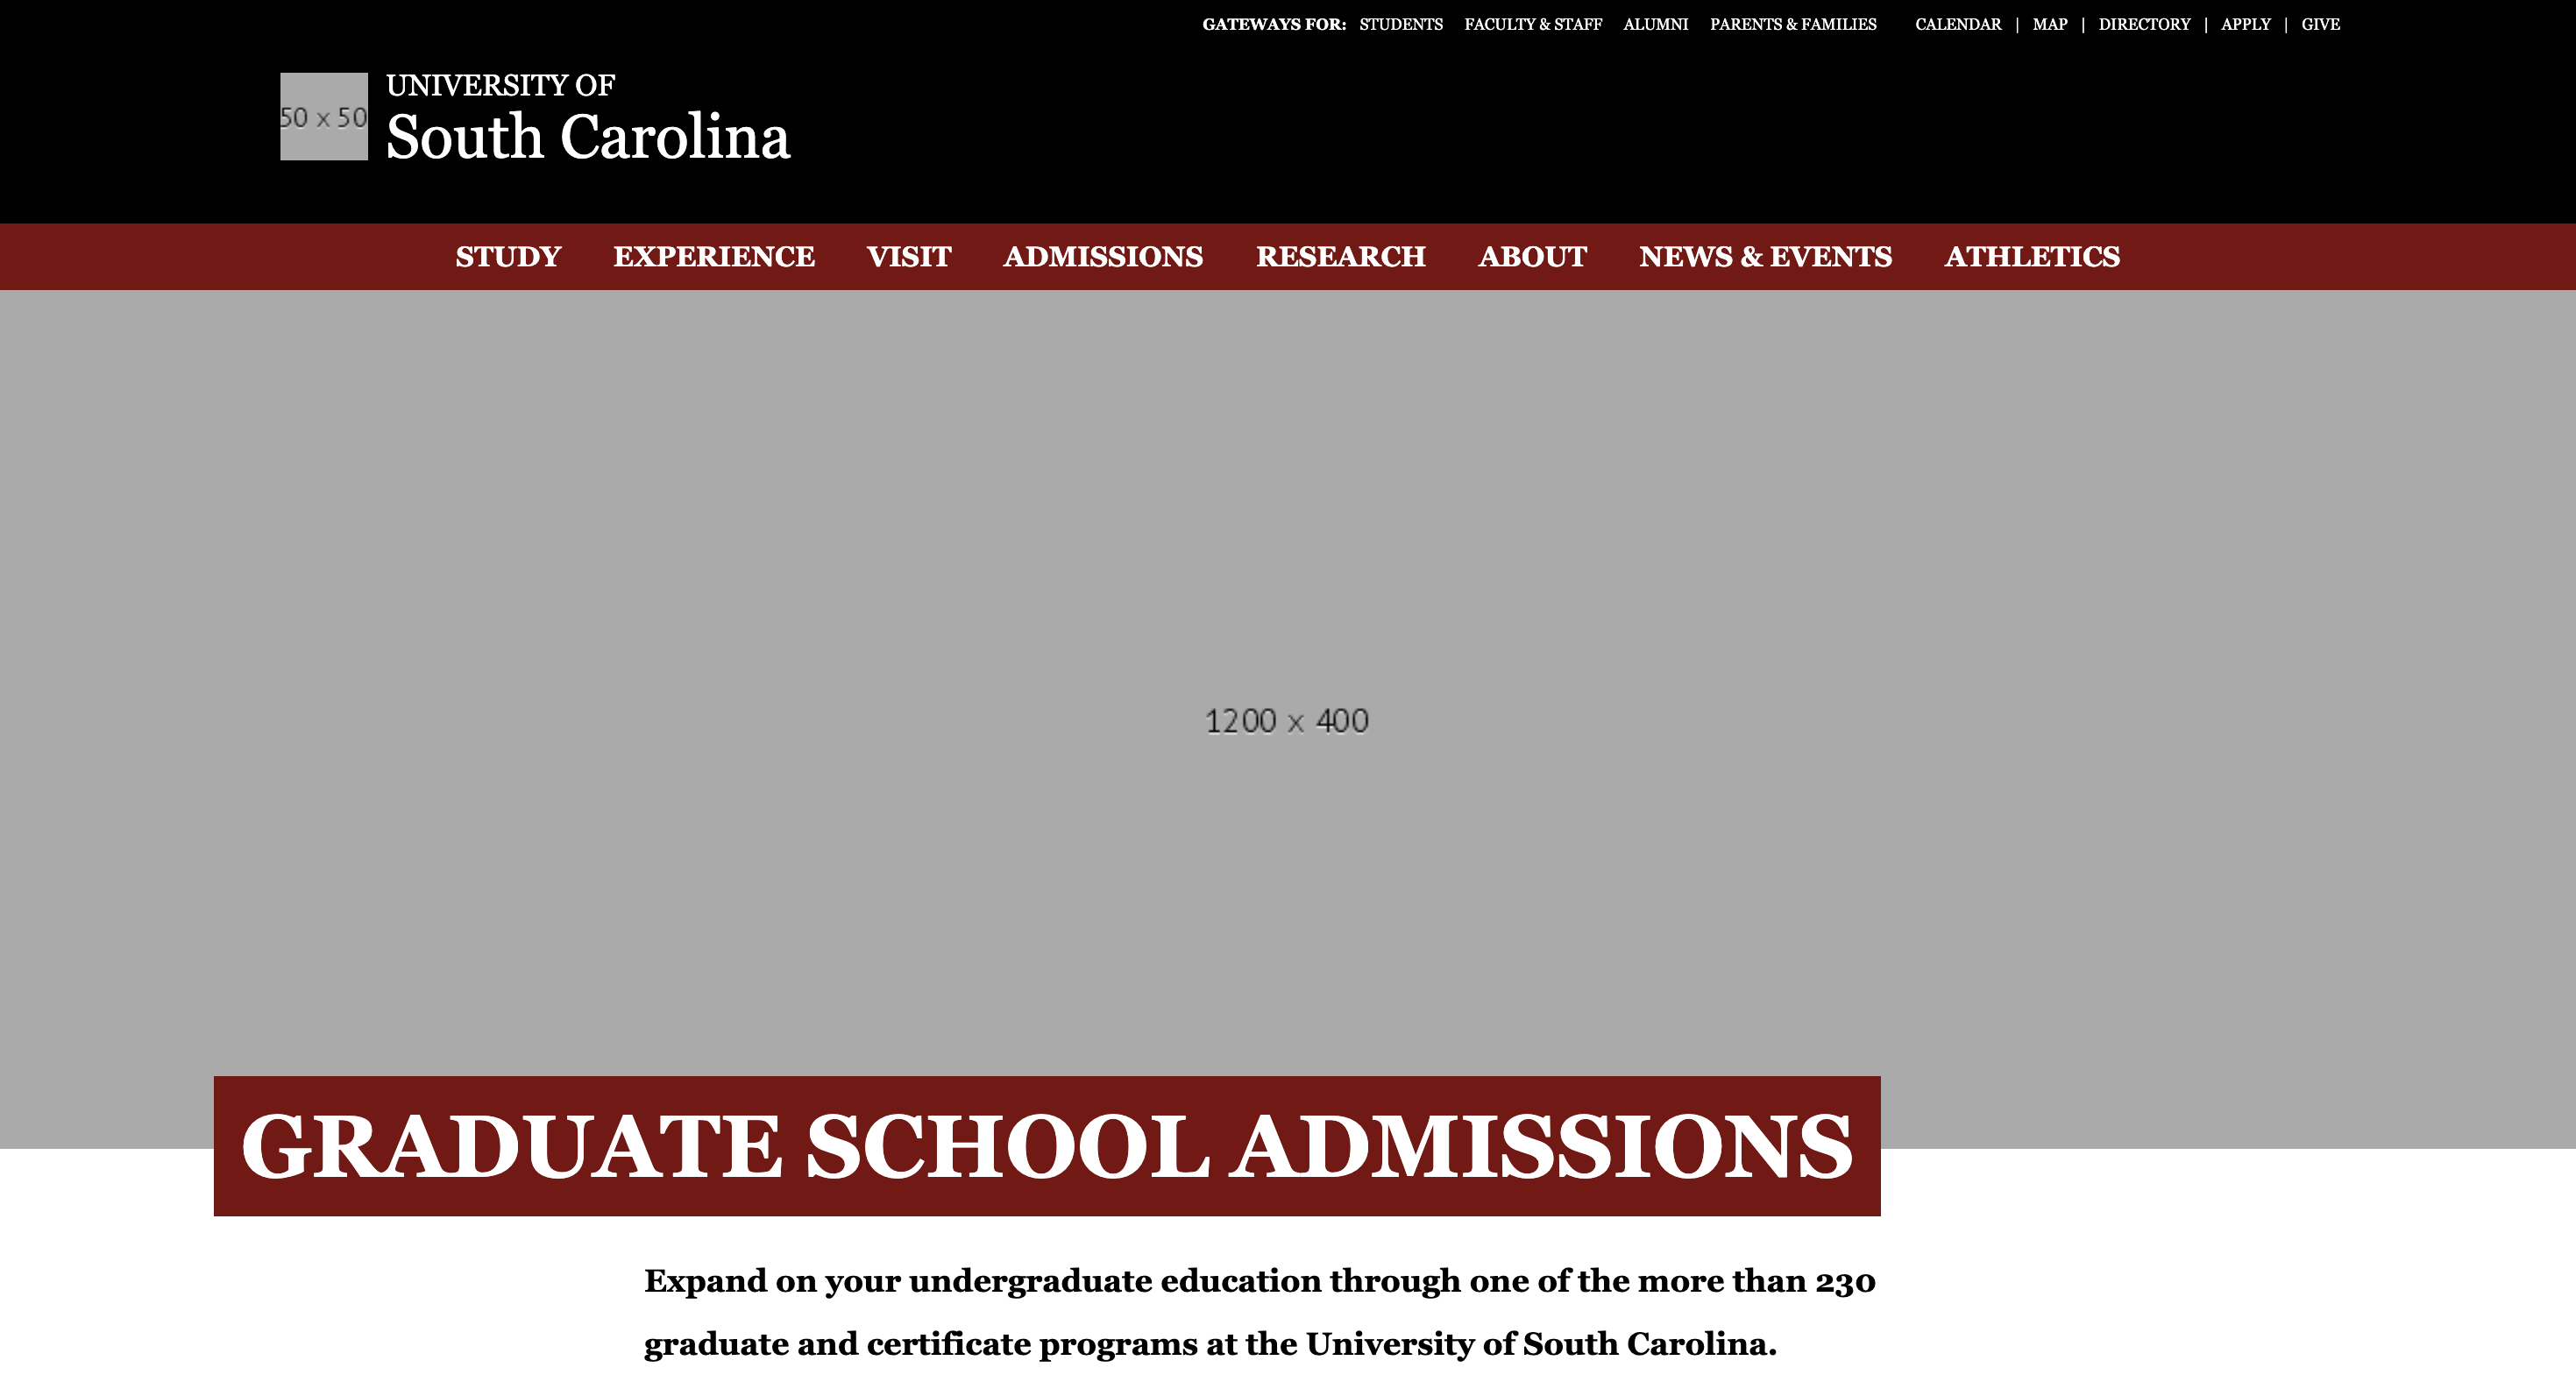 GATEWAYS FOR: STUDENTS FACULTY & STAFF ALUMNI PARENTS & FAMILIES CALENDAR | MAP | DIRECTORY | APPLY | GIVE
50 x 50
UNIVERSITY OF
South Carolina
STUDY EXPERIENCE VISIT ADMISSIONS RESEARCH ABOUT NEWS & EVENTS ATHLETICS
1200 x 400
GRADUATE SCHOOL ADMISSIONS
Expand on your undergraduate education through one of the more than 230
graduate and certificate programs at the University of South Carolina.